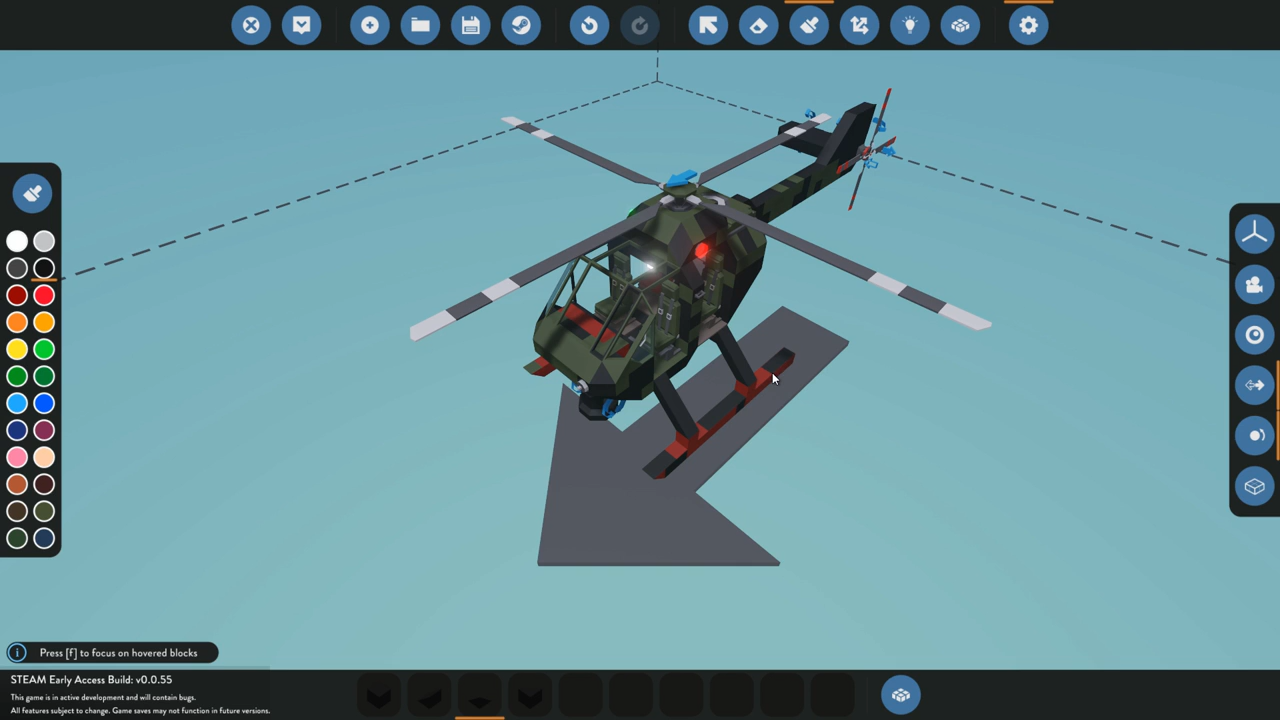 Press [f] to focus on hovered blocks
STEAM Early Access Build: v0.0.55
This game is in active development and will contain bugs.
All features subject to change. Game saves may not function in future versions.